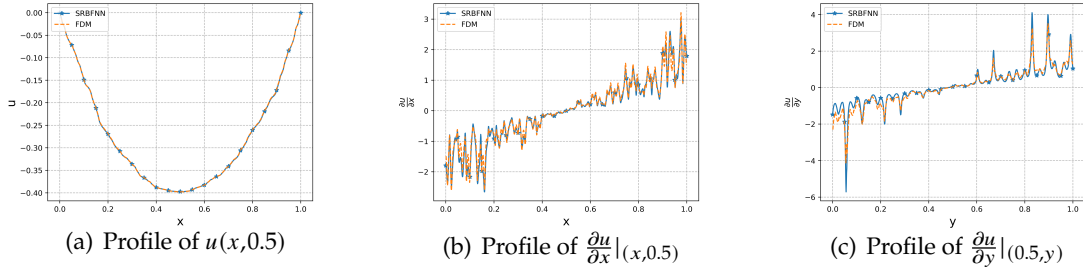 SRBFNN
FDM
0.00
−0.05
−0.10
−0.15
−0.20
−0.25
−0.30
−0.35
−0.40
u
0.0 0.2 0.4 0.6 0.8 1.0
x
(a) Profile of u(x,0.5)
SRBFNN
FDM
3
2
1
0
−1
−2
∂u/∂x
0.0 0.2 0.4 0.6 0.8 1.0
x
(b) Profile of ∂u/∂x|(x,0.5)
SRBFNN
FDM
4
2
0
−2
−4
−6
∂u/∂y
0.0 0.2 0.4 0.6 0.8 1.0
y
(c) Profile of ∂u/∂y|(0.5,y)